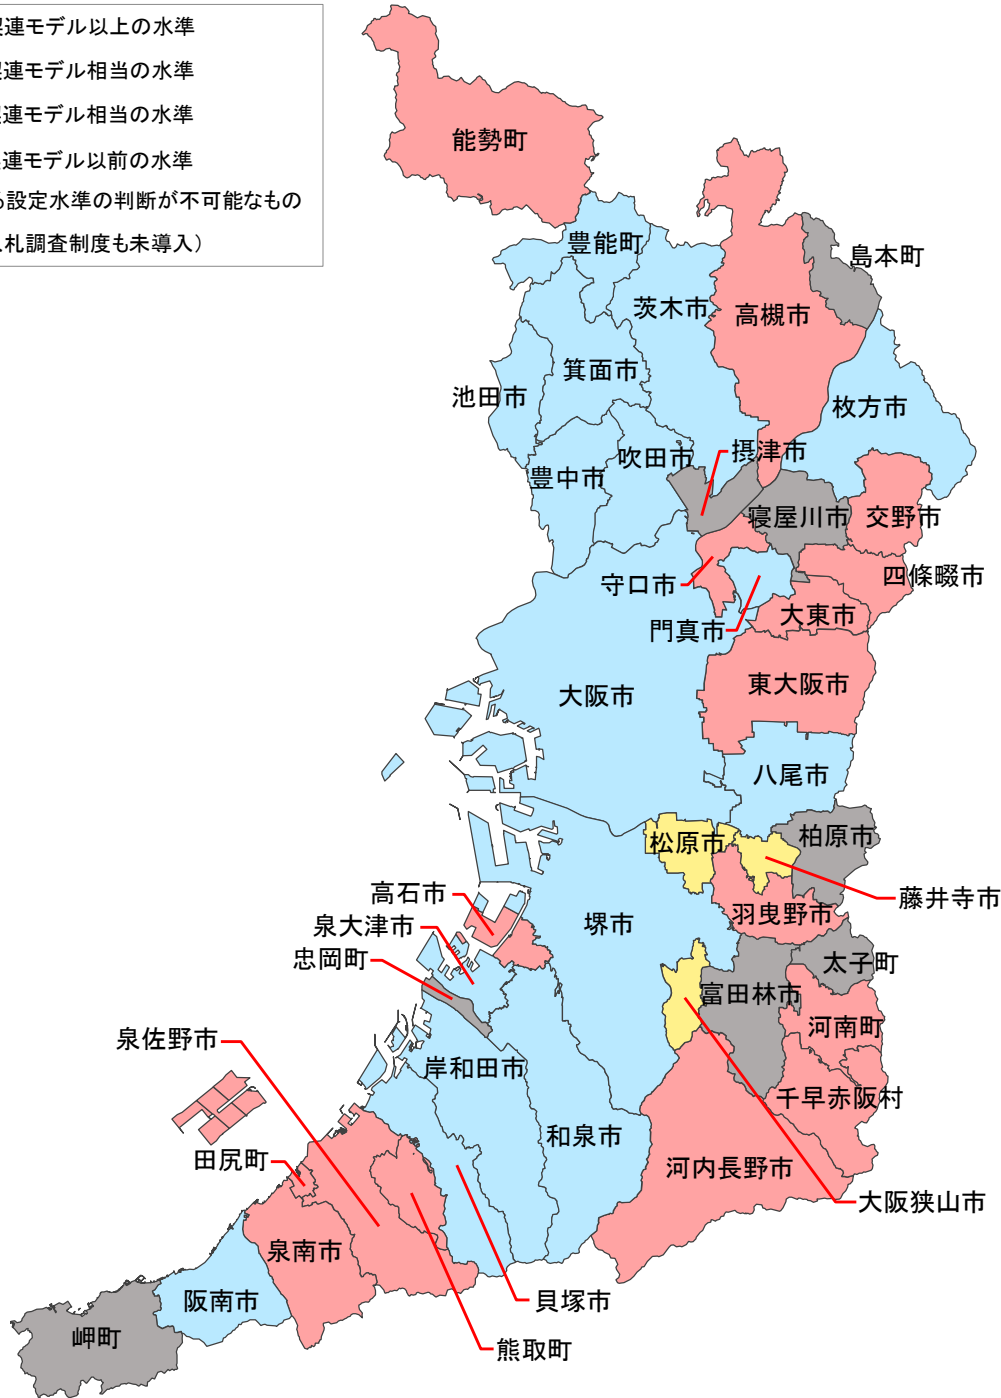 連モデル以上の水準
連モデル相当の水準
連モデル相当の水準
連モデル以前の水準
設定水準の判断が不可能なもの
札調査制度も未導入）
能勢町
豊能町
島本町
茨木市
高槻市
箕面市
池田市
枚方市
摂津市
吹田市
豊中市
寝屋川市
交野市
四條畷市
守口市
大東市
門真市
東大阪市
大阪市
八尾市
松原市
柏原市
高石市
藤井寺市
羽曳野市
泉大津市
堺市
忠岡町
太子町
富田林市
河南町
泉佐野市
岸和田市
千早赤阪村
和泉市
田尻町
河内長野市
大阪狭山市
泉南市
阪南市
貝塚市
岬町
熊取町